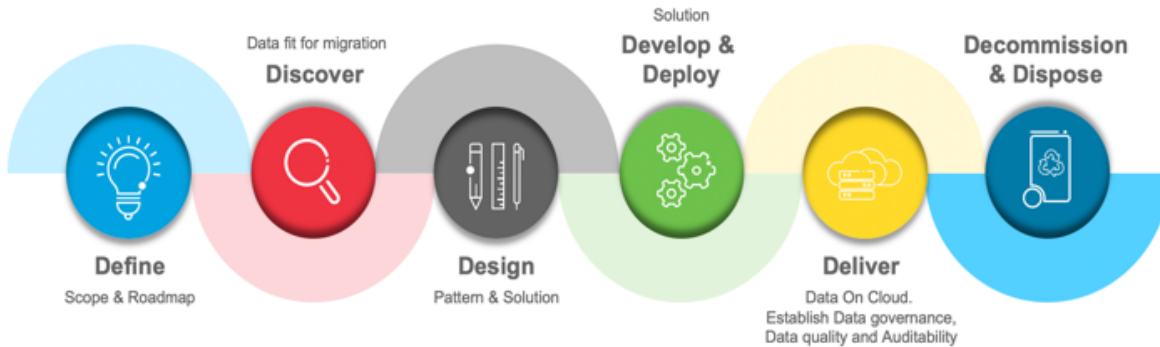 Define
Scope & Roadmap
Data fit for migration
Discover
Design
Pattern & Solution
Solution
Develop &
Deploy
Deliver
Data On Cloud.
Establish Data governance,
Data quality and Auditability
Decommission
& Dispose